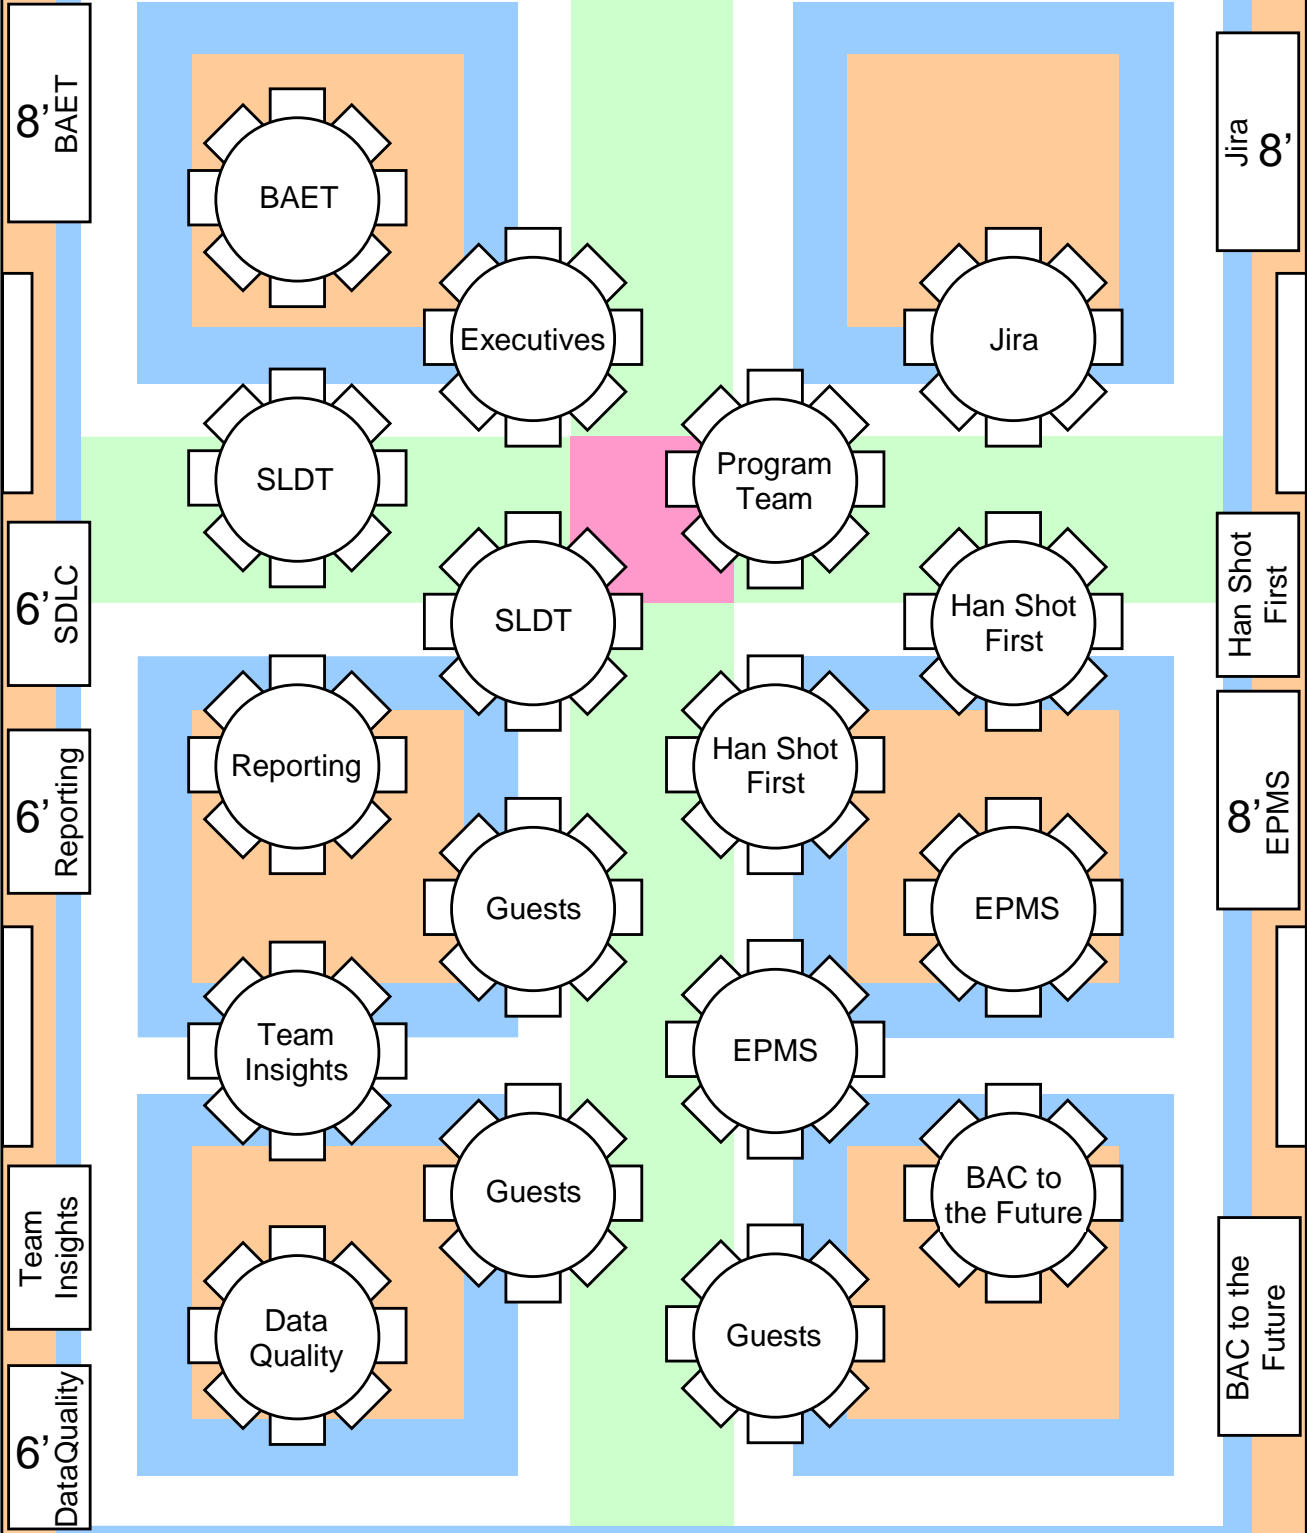 8’
BAET
BAET
Executives
Jira
8’
Jira
SLDT
Program
Team
6’
SDLC
SLDT
Han Shot
First
Han Shot
First
6’
Reporting
Reporting
Han Shot
First
8’
EPMS
Guests
EPMS
Team
Insights
EPMS
Team
Insights
Guests
BAC to
the Future
BAC to the
Future
6’
DataQuality
Data
Quality
Guests